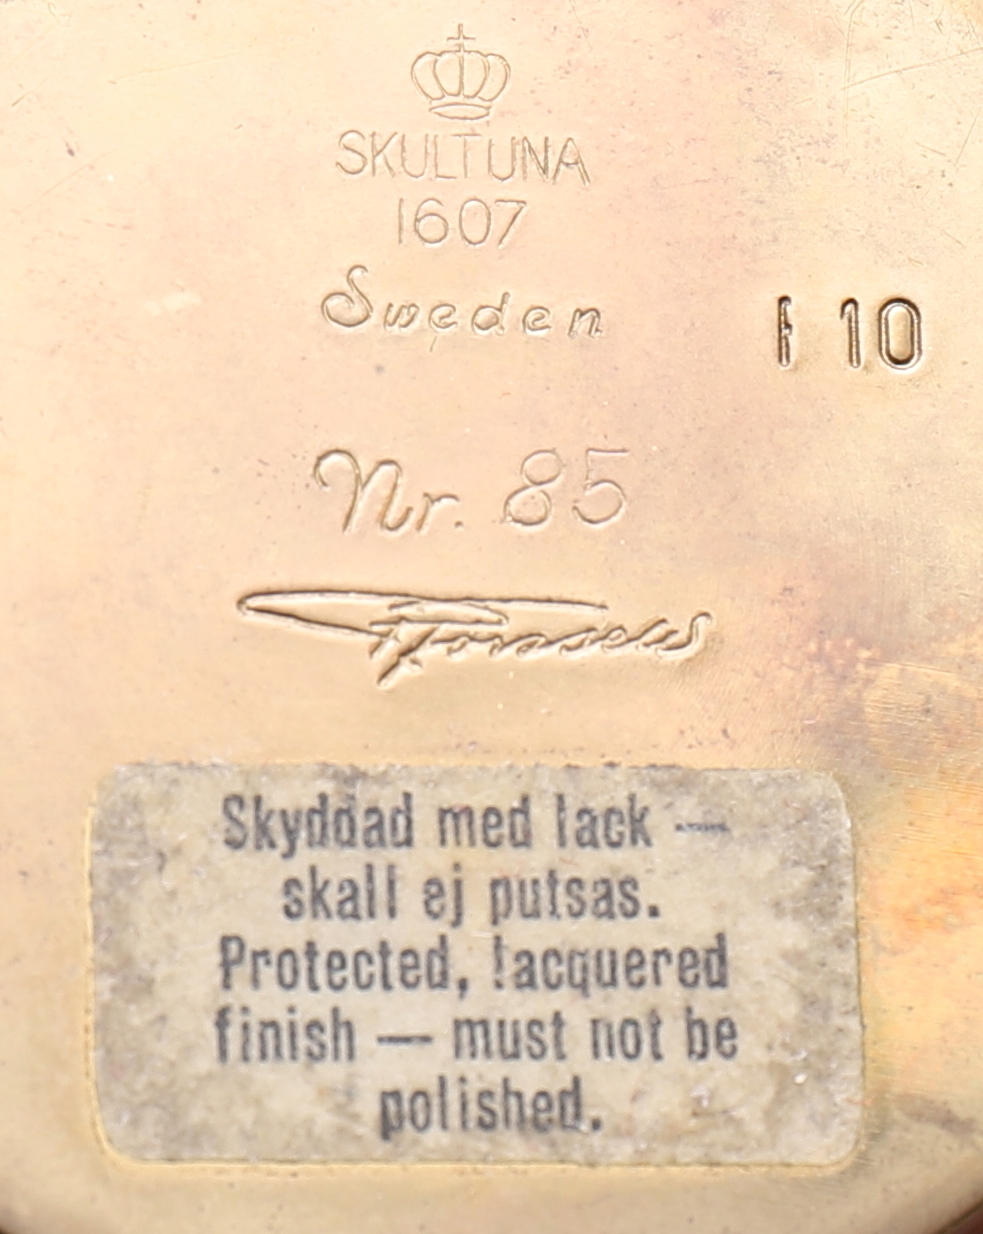 SKULTUNA
1607
Sweden
F 10
Nr. 85
Forsseus
Skyddad med lack —
skall ej putsas.
Protected, lacquered
finish — must not be
polished.